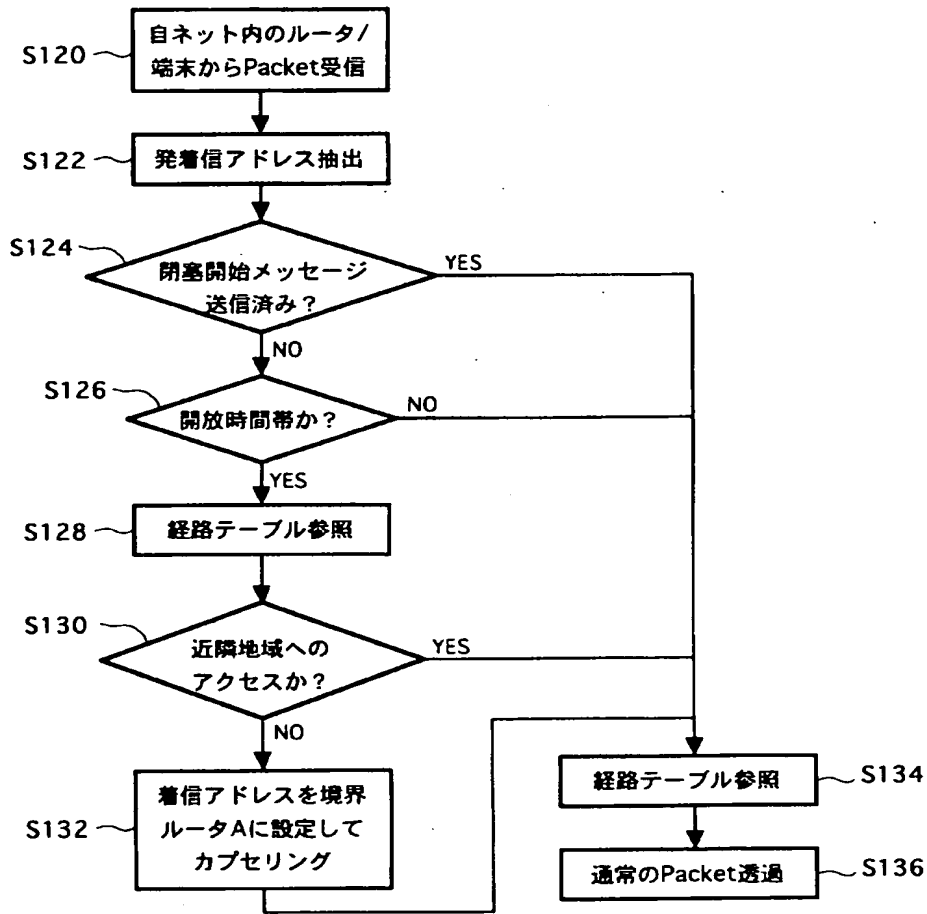 S120
自ネット内のルータ/
端末からPacket受信
S122
発着信アドレス抽出
S124
閉塞開始メッセージ
送信済み？
YES
NO
S126
開放時間帯か？
NO
YES
S128
経路テーブル参照
S130
近隣地域への
アクセスか？
YES
NO
S132
着信アドレスを境界
ルータAに設定して
カプセリング
経路テーブル参照
S134
通常のPacket透過
S136